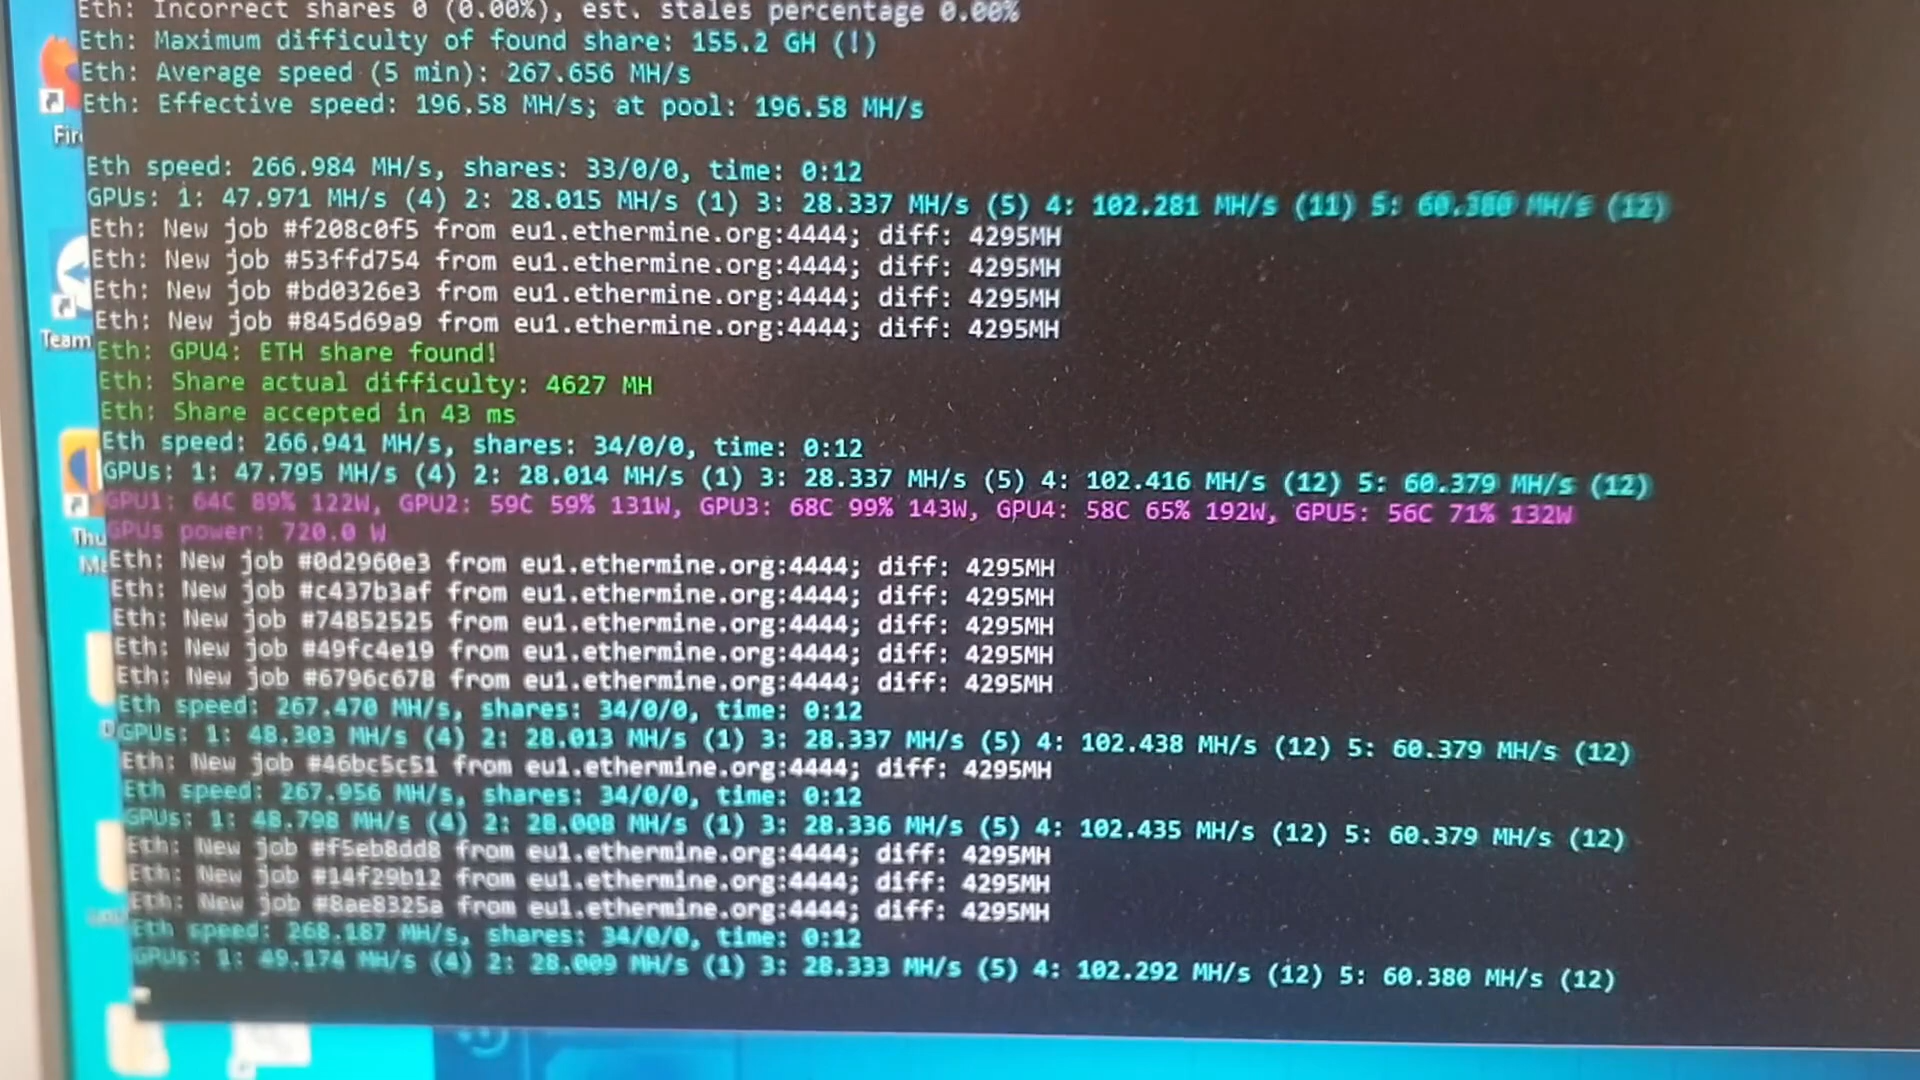 Eth: Incorrect shares 0 (0.00%), est. stales percentage 0.00%
Eth: Maximum difficulty of found share: 155.2 GH (!)
Eth: Average speed (5 min): 267.656 MH/s
Eth: Effective speed: 196.58 MH/s; at pool: 196.58 MH/s
Eth speed: 266.984 MH/s, shares: 33/0/0, time: 0:12
GPUs: 1: 47.971 MH/s (4) 2: 28.015 MH/s (1) 3: 28.337 MH/s (5) 4: 102.281 MH/s (11) 5: 60.380 MH/s (12)
Eth: New job #f208c0f5 from eu1.ethermine.org:4444; diff: 4295MH
Eth: New job #53ffd754 from eu1.ethermine.org:4444; diff: 4295MH
Eth: New job #bd0326e3 from eu1.ethermine.org:4444; diff: 4295MH
Eth: New job #845d69a9 from eu1.ethermine.org:4444; diff: 4295MH
Eth: GPU4: ETH share found!
Eth: Share actual difficulty: 4627 MH
Eth: Share accepted in 43 ms
Eth speed: 266.941 MH/s, shares: 34/0/0, time: 0:12
GPUs: 1: 47.795 MH/s (4) 2: 28.014 MH/s (1) 3: 28.337 MH/s (5) 4: 102.416 MH/s (12) 5: 60.379 MH/s (12)
GPU1: 64C 89% 122W, GPU2: 59C 59% 131W, GPU3: 68C 99% 143W, GPU4: 58C 65% 192W, GPU5: 56C 71% 132W
GPUs power: 720.0 W
Eth: New job #0d2960e3 from eu1.ethermine.org:4444; diff: 4295MH
Eth: New job #c437b3af from eu1.ethermine.org:4444; diff: 4295MH
Eth: New job #74852525 from eu1.ethermine.org:4444; diff: 4295MH
Eth: New job #49fc4e19 from eu1.ethermine.org:4444; diff: 4295MH
Eth: New job #6796c678 from eu1.ethermine.org:4444; diff: 4295MH
Eth speed: 267.470 MH/s, shares: 34/0/0, time: 0:12
GPUs: 1: 48.303 MH/s (4) 2: 28.013 MH/s (1) 3: 28.337 MH/s (5) 4: 102.438 MH/s (12) 5: 60.379 MH/s (12)
Eth: New job #46bc5c51 from eu1.ethermine.org:4444; diff: 4295MH
Eth speed: 267.956 MH/s, shares: 34/0/0, time: 0:12
GPUs: 1: 48.798 MH/s (4) 2: 28.008 MH/s (1) 3: 28.336 MH/s (5) 4: 102.435 MH/s (12) 5: 60.379 MH/s (12)
Eth: New job #f5eb8dd8 from eu1.ethermine.org:4444; diff: 4295MH
Eth: New job #14f29b12 from eu1.ethermine.org:4444; diff: 4295MH
Eth: New job #8ae8325a from eu1.ethermine.org:4444; diff: 4295MH
Eth speed: 268.187 MH/s, shares: 34/0/0, time: 0:12
GPUs: 1: 49.174 MH/s (4) 2: 28.009 MH/s (1) 3: 28.333 MH/s (5) 4: 102.292 MH/s (12) 5: 60.380 MH/s (12)
Fir
Team
Thu